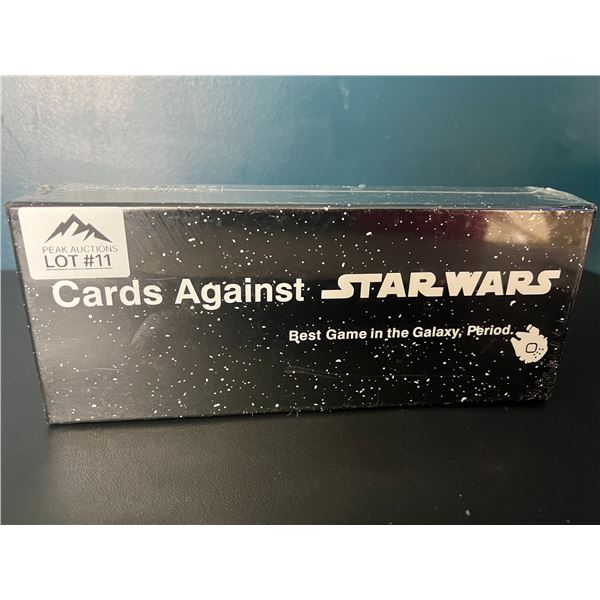 PEAK AUCTIONS
LOT #11
Cards Against STAR WARS
Best Game in the Galaxy, Period.